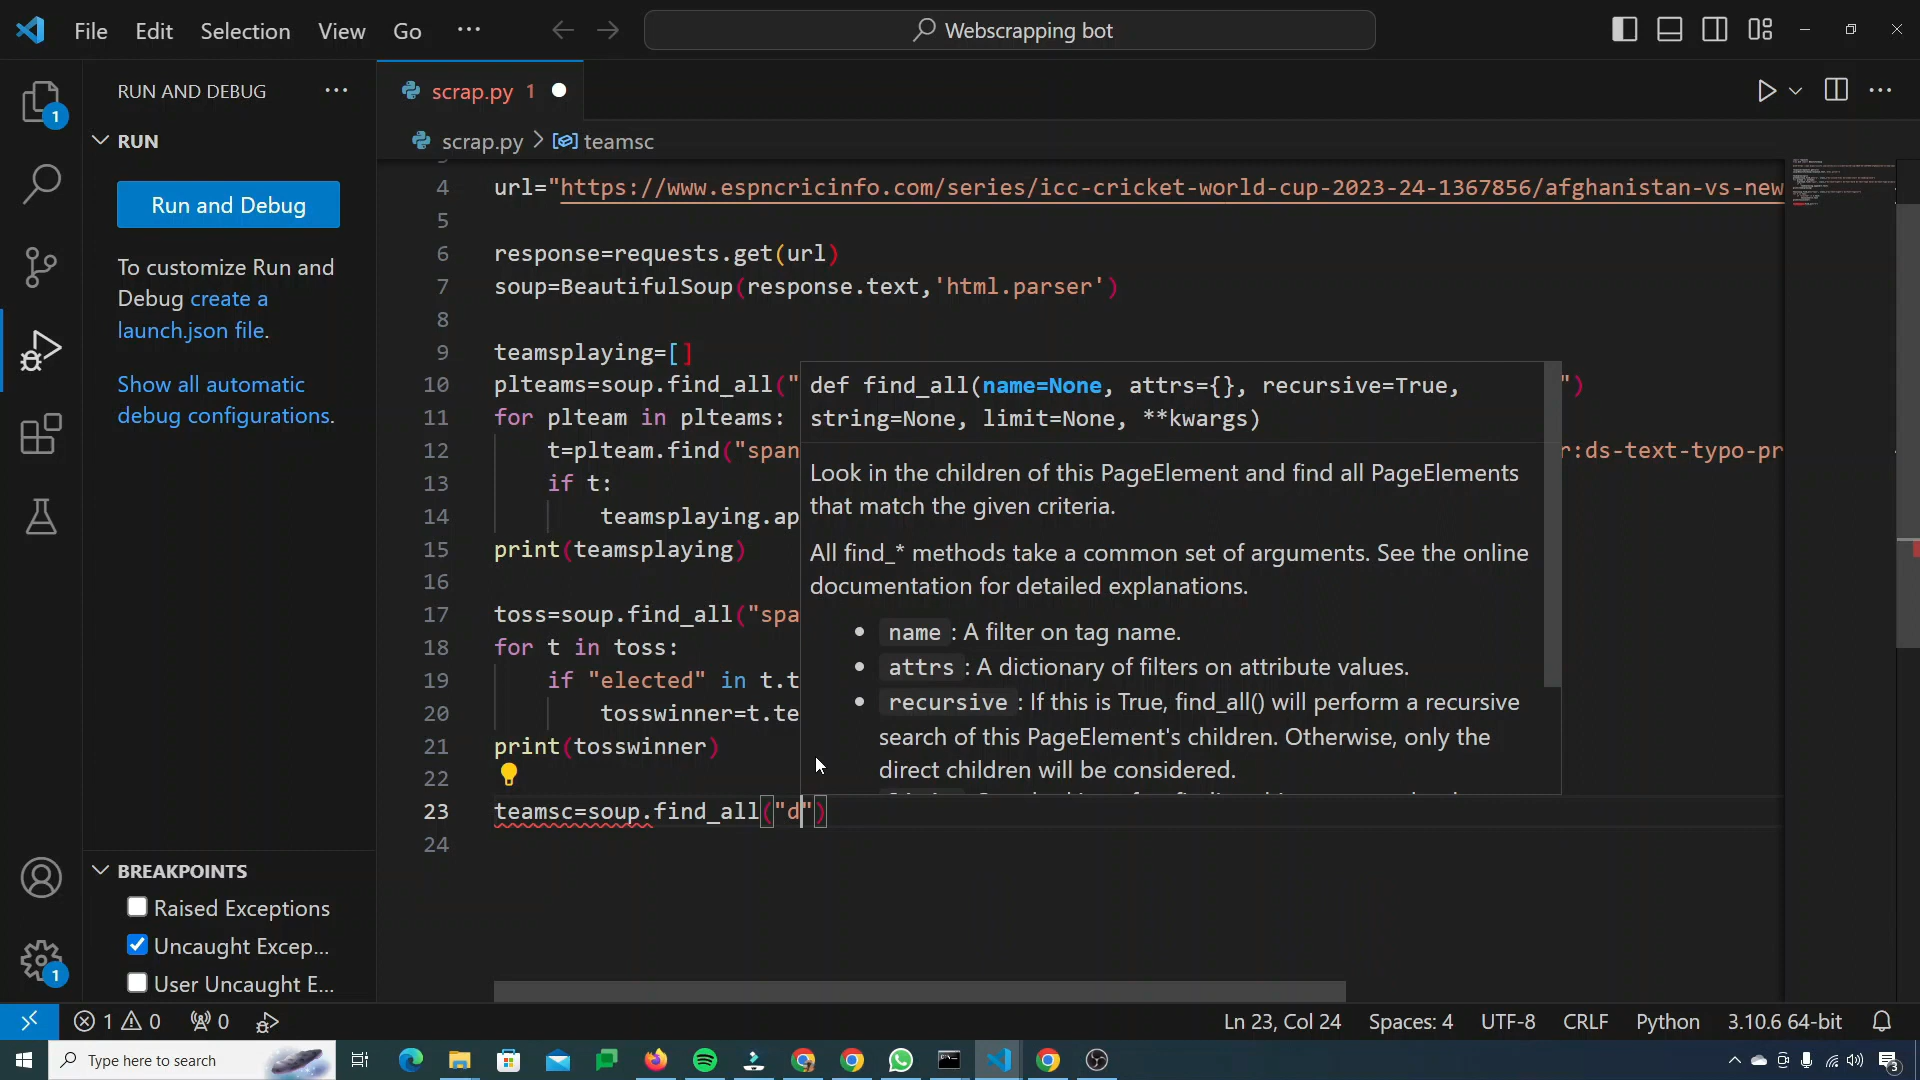 File Edit Selection View Go ···
Webscrapping bot
RUN AND DEBUG ···
RUN
Run and Debug
To customize Run and
Debug create a
launch.json file.
Show all automatic
debug configurations.
BREAKPOINTS
Raised Exceptions
Uncaught Excep...
User Uncaught E...
1
1
scrap.py 1
scrap.py > teamsc
4 url="https://www.espncricinfo.com/series/icc-cricket-world-cup-2023-24-1367856/afghanistan-vs-new
5
6 response=requests.get(url)
7 soup=BeautifulSoup(response.text,'html.parser')
8
9 teamsplaying=[]
10 plteams=soup.find_all(" ")
11 for plteam in plteams:
12 t=plteam.find("span r:ds-text-typo-pr
13 if t:
14 teamsplaying.ap
15 print(teamsplaying)
16
17 toss=soup.find_all("spa
18 for t in toss:
19 if "elected" in t.t
20 tosswinner=t.te
21 print(tosswinner)
22
23 teamsc=soup.find_all("d")
24
def find_all(name=None, attrs={}, recursive=True,
string=None, limit=None, **kwargs)
Look in the children of this PageElement and find all PageElements
that match the given criteria.
All find_* methods take a common set of arguments. See the online
documentation for detailed explanations.
• name : A filter on tag name.
• attrs : A dictionary of filters on attribute values.
• recursive : If this is True, find_all() will perform a recursive
search of this PageElement's children. Otherwise, only the
direct children will be considered.
1 0 0
Ln 23, Col 24 Spaces: 4 UTF-8 CRLF Python 3.10.6 64-bit
Type here to search
3